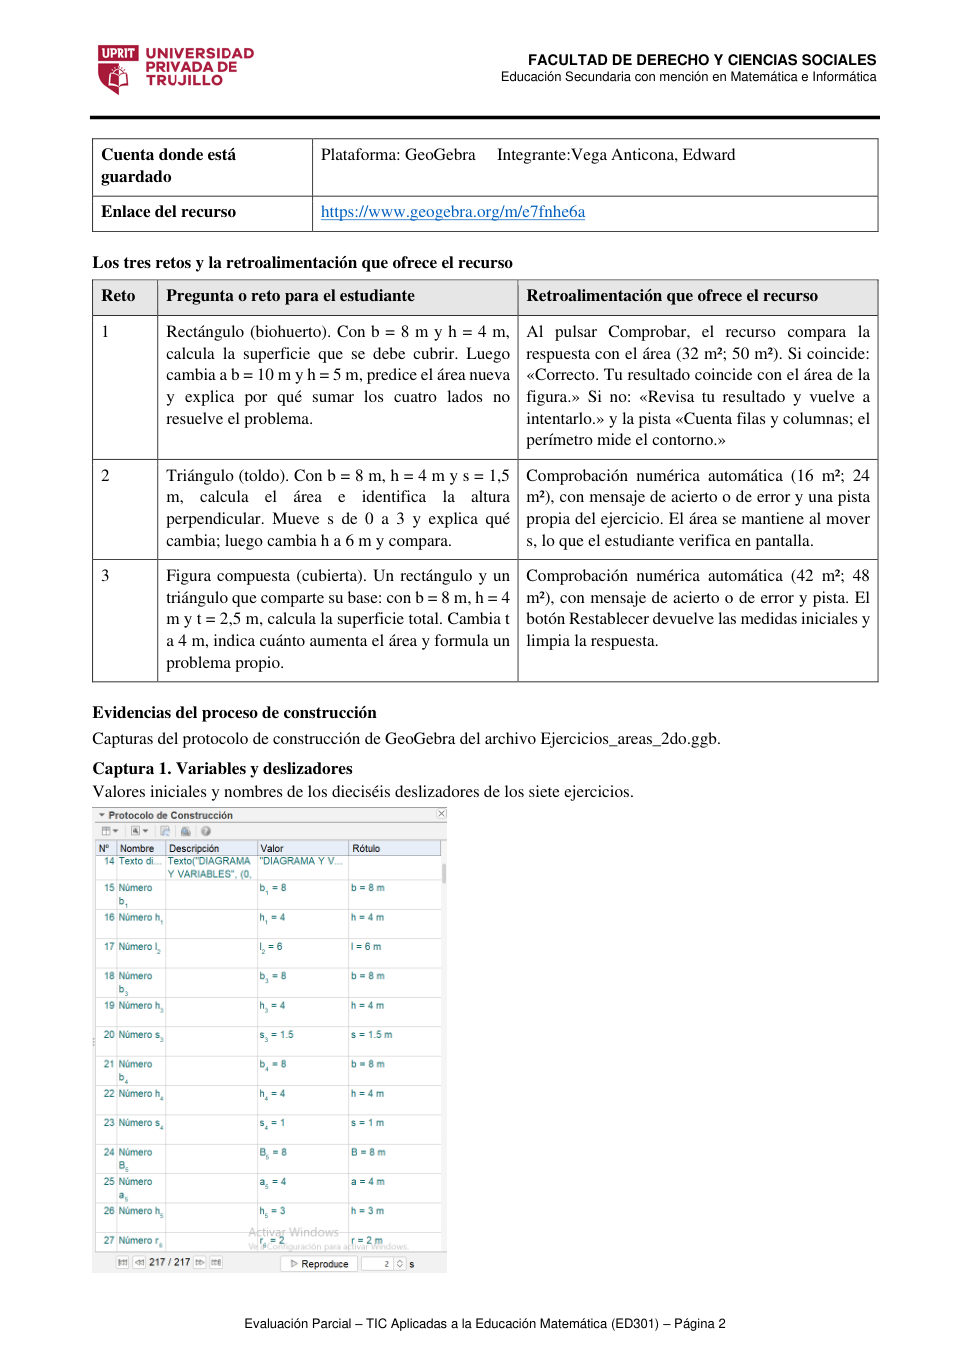 UPRIT
UNIVERSIDAD
PRIVADA DE
TRUJILLO
FACULTAD DE DERECHO Y CIENCIAS SOCIALES
Educación Secundaria con mención en Matemática e Informática
Cuenta donde está
guardado
Plataforma: GeoGebra Integrante:Vega Anticona, Edward
Enlace del recurso
https://www.geogebra.org/m/e7fnhe6a
Los tres retos y la retroalimentación que ofrece el recurso
Reto
Pregunta o reto para el estudiante
Retroalimentación que ofrece el recurso
1
Rectángulo (biohuerto). Con b = 8 m y h = 4 m,
calcula la superficie que se debe cubrir. Luego
cambia a b = 10 m y h = 5 m, predice el área nueva
y explica por qué sumar los cuatro lados no
resuelve el problema.
Al pulsar Comprobar, el recurso compara la
respuesta con el área (32 m²; 50 m²). Si coincide:
«Correcto. Tu resultado coincide con el área de la
figura.» Si no: «Revisa tu resultado y vuelve a
intentarlo.» y la pista «Cuenta filas y columnas; el
perímetro mide el contorno.»
2
Triángulo (toldo). Con b = 8 m, h = 4 m y s = 1,5
m, calcula el área e identifica la altura
perpendicular. Mueve s de 0 a 3 y explica qué
cambia; luego cambia h a 6 m y compara.
Comprobación numérica automática (16 m²; 24
m²), con mensaje de acierto o de error y una pista
propia del ejercicio. El área se mantiene al mover
s, lo que el estudiante verifica en pantalla.
3
Figura compuesta (cubierta). Un rectángulo y un
triángulo que comparte su base: con b = 8 m, h = 4
m y t = 2,5 m, calcula la superficie total. Cambia t
a 4 m, indica cuánto aumenta el área y formula un
problema propio.
Comprobación numérica automática (42 m²; 48
m²), con mensaje de acierto o de error y pista. El
botón Restablecer devuelve las medidas iniciales y
limpia la respuesta.
Evidencias del proceso de construcción
Capturas del protocolo de construcción de GeoGebra del archivo Ejercicios_areas_2do.ggb.
Captura 1. Variables y deslizadores
Valores iniciales y nombres de los dieciséis deslizadores de los siete ejercicios.
Protocolo de Construcción
Nº Nombre Descripción Valor Rótulo
14 Texto di... Texto("DIAGRAMA "DIAGRAMA Y V...
Y VARIABLES", (0,
15 Número b₁ = 8 b = 8 m
b₁
16 Número h₁ h₁ = 4 h = 4 m
17 Número l₂ l₂ = 6 l = 6 m
18 Número b₃ = 8 b = 8 m
b₃
19 Número h₃ h₃ = 4 h = 4 m
20 Número s₃ s₃ = 1.5 s = 1.5 m
21 Número b₄ = 8 b = 8 m
b₄
22 Número h₄ h₄ = 4 h = 4 m
23 Número s₄ s₄ = 1 s = 1 m
24 Número B₅ = 8 B = 8 m
B₅
25 Número a₅ = 4 a = 4 m
a₅
26 Número h₅ h₅ = 3 h = 3 m
27 Número r₆ r₆ = 2 r = 2 m
Activar Windows
Ve a Configuración para activar Windows.
217 / 217 Reproduce 2 s
Evaluación Parcial – TIC Aplicadas a la Educación Matemática (ED301) – Página 2